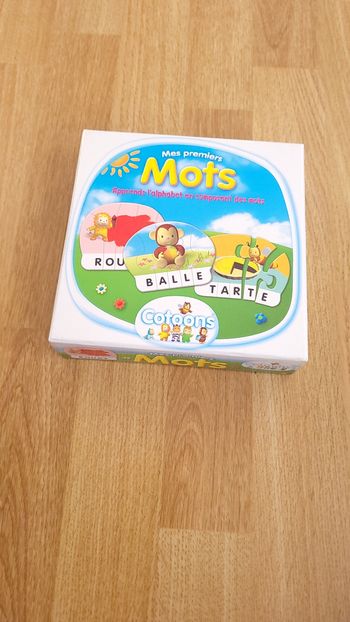 Mes premiers
Mots
Apprends l'alphabet en composant des mots
ROU
BALLE
TARTE
Cotoons
Mots